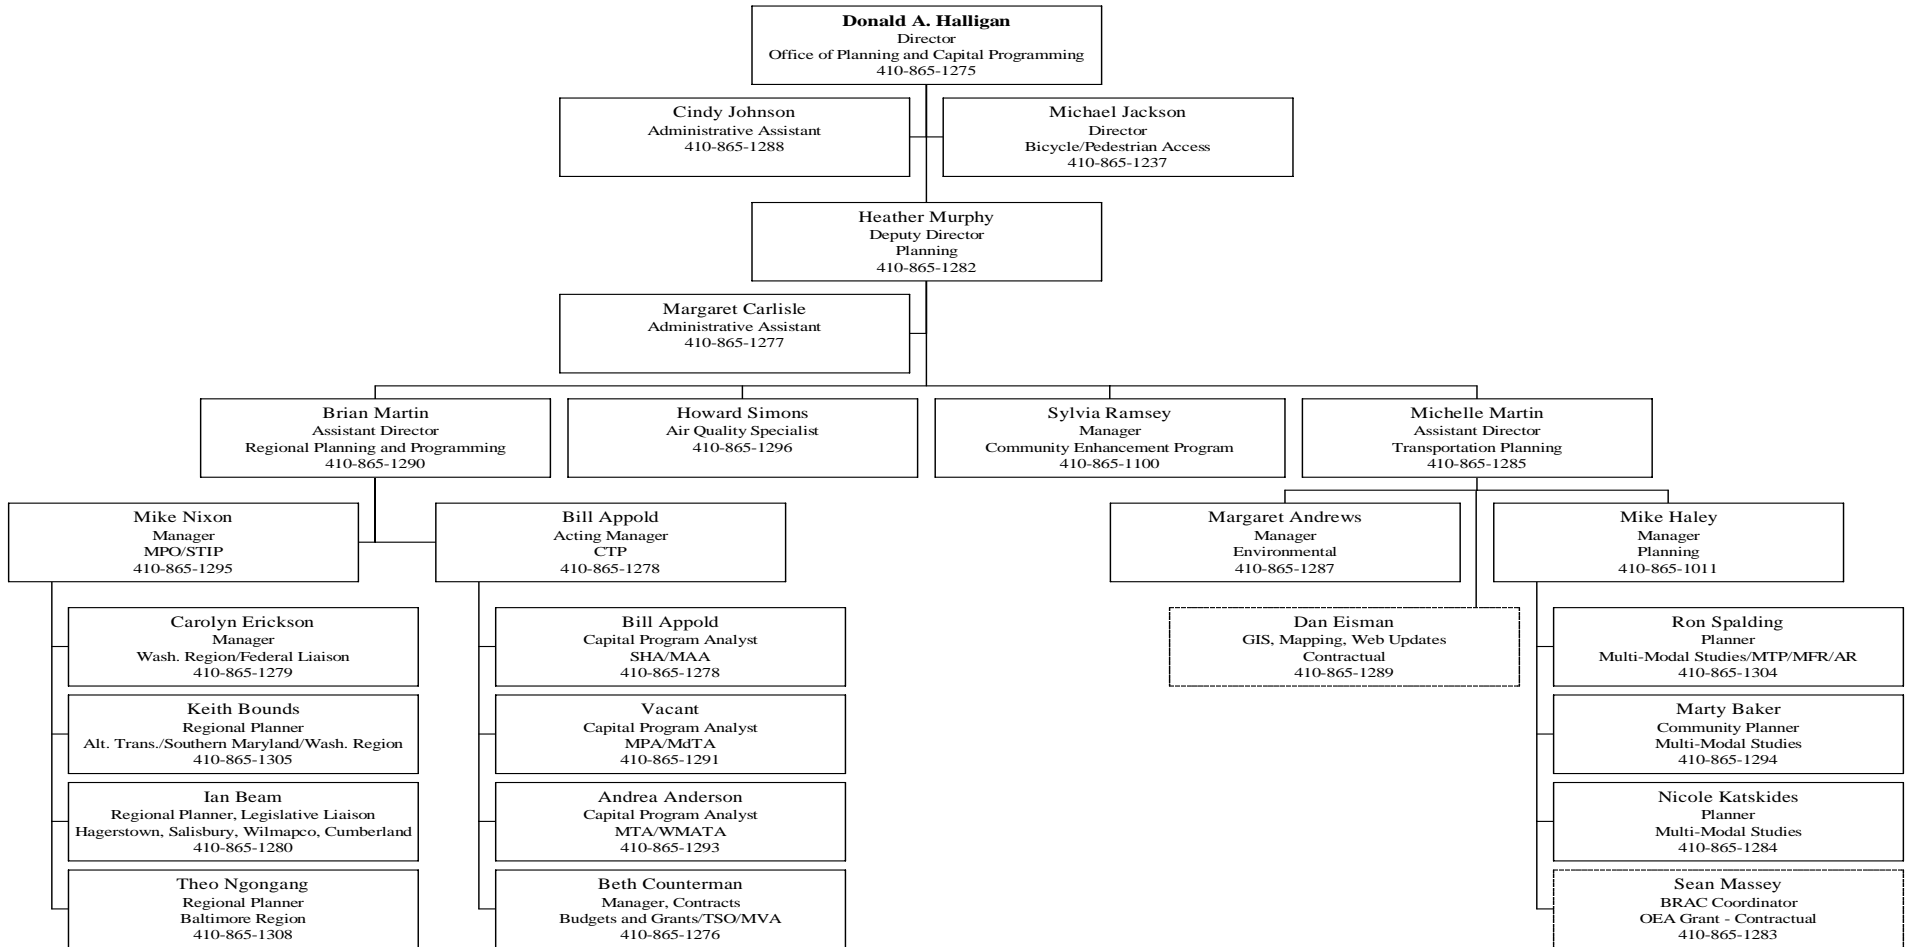 Donald A. Halligan
Director
Office of Planning and Capital Programming
410-865-1275
Cindy Johnson
Administrative Assistant
410-865-1288
Michael Jackson
Director
Bicycle/Pedestrian Access
410-865-1237
Heather Murphy
Deputy Director
Planning
410-865-1282
Margaret Carlisle
Administrative Assistant
410-865-1277
Brian Martin
Assistant Director
Regional Planning and Programming
410-865-1290
Howard Simons
Air Quality Specialist
410-865-1296
Sylvia Ramsey
Manager
Community Enhancement Program
410-865-1100
Michelle Martin
Assistant Director
Transportation Planning
410-865-1285
Mike Nixon
Manager
MPO/STIP
410-865-1295
Bill Appold
Acting Manager
CTP
410-865-1278
Margaret Andrews
Manager
Environmental
410-865-1287
Mike Haley
Manager
Planning
410-865-1011
Carolyn Erickson
Manager
Wash. Region/Federal Liaison
410-865-1279
Keith Bounds
Regional Planner
Alt. Trans./Southern Maryland/Wash. Region
410-865-1305
Ian Beam
Regional Planner, Legislative Liaison
Hagerstown, Salisbury, Wilmapco, Cumberland
410-865-1280
Theo Ngongang
Regional Planner
Baltimore Region
410-865-1308
Bill Appold
Capital Program Analyst
SHA/MAA
410-865-1278
Vacant
Capital Program Analyst
MPA/MdTA
410-865-1291
Andrea Anderson
Capital Program Analyst
MTA/WMATA
410-865-1293
Beth Counterman
Manager, Contracts
Budgets and Grants/TSO/MVA
410-865-1276
Dan Eisman
GIS, Mapping, Web Updates
Contractual
410-865-1289
Ron Spalding
Planner
Multi-Modal Studies/MTP/MFR/AR
410-865-1304
Marty Baker
Community Planner
Multi-Modal Studies
410-865-1294
Nicole Katskides
Planner
Multi-Modal Studies
410-865-1284
Sean Massey
BRAC Coordinator
OEA Grant - Contractual
410-865-1283